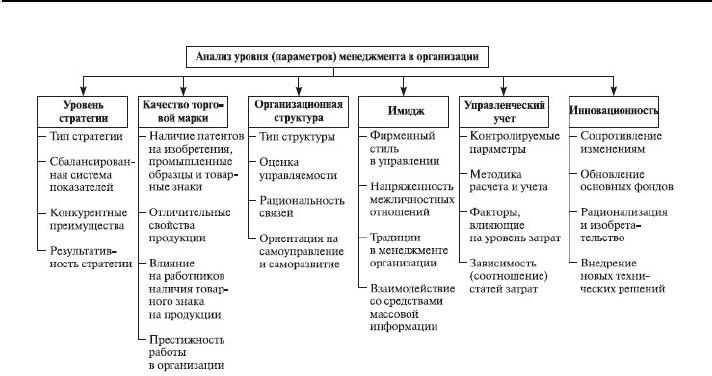 Анализ уровня (параметров) менеджмента в организации
Уровень
стратегии
Тип стратегии
Сбалансирован-
ная система
показателей
Конкурентные
преимущества
Результатив-
ность стратегии
Качество торго-
вой марки
Наличие патентов
на изобретения,
промышленные
образцы и товар-
ные знаки
Отличительные
свойства
продукции
Влияние
на работников
наличия товар-
ного знака
на продукции
Престижность
работы
в организации
Организационная
структура
Тип структуры
Оценка
управляемости
Рациональность
связей
Ориентация на
самоуправление
и саморазвитие
Имидж
Фирменный
стиль
в управлении
Напряженность
межличностных
отношений
Традиции
в менеджменте
организации
Взаимодействие
со средствами
массовой
информации
Управленческий
учет
Контролируемые
параметры
Методика
расчета и учета
Факторы,
влияющие
на уровень затрат
Зависимость
(соотношение)
статей затрат
Инновационность
Сопротивление
изменениям
Обновление
основных фондов
Рационализация
и изобрета-
тельство
Внедрение
новых техни-
ческих решений